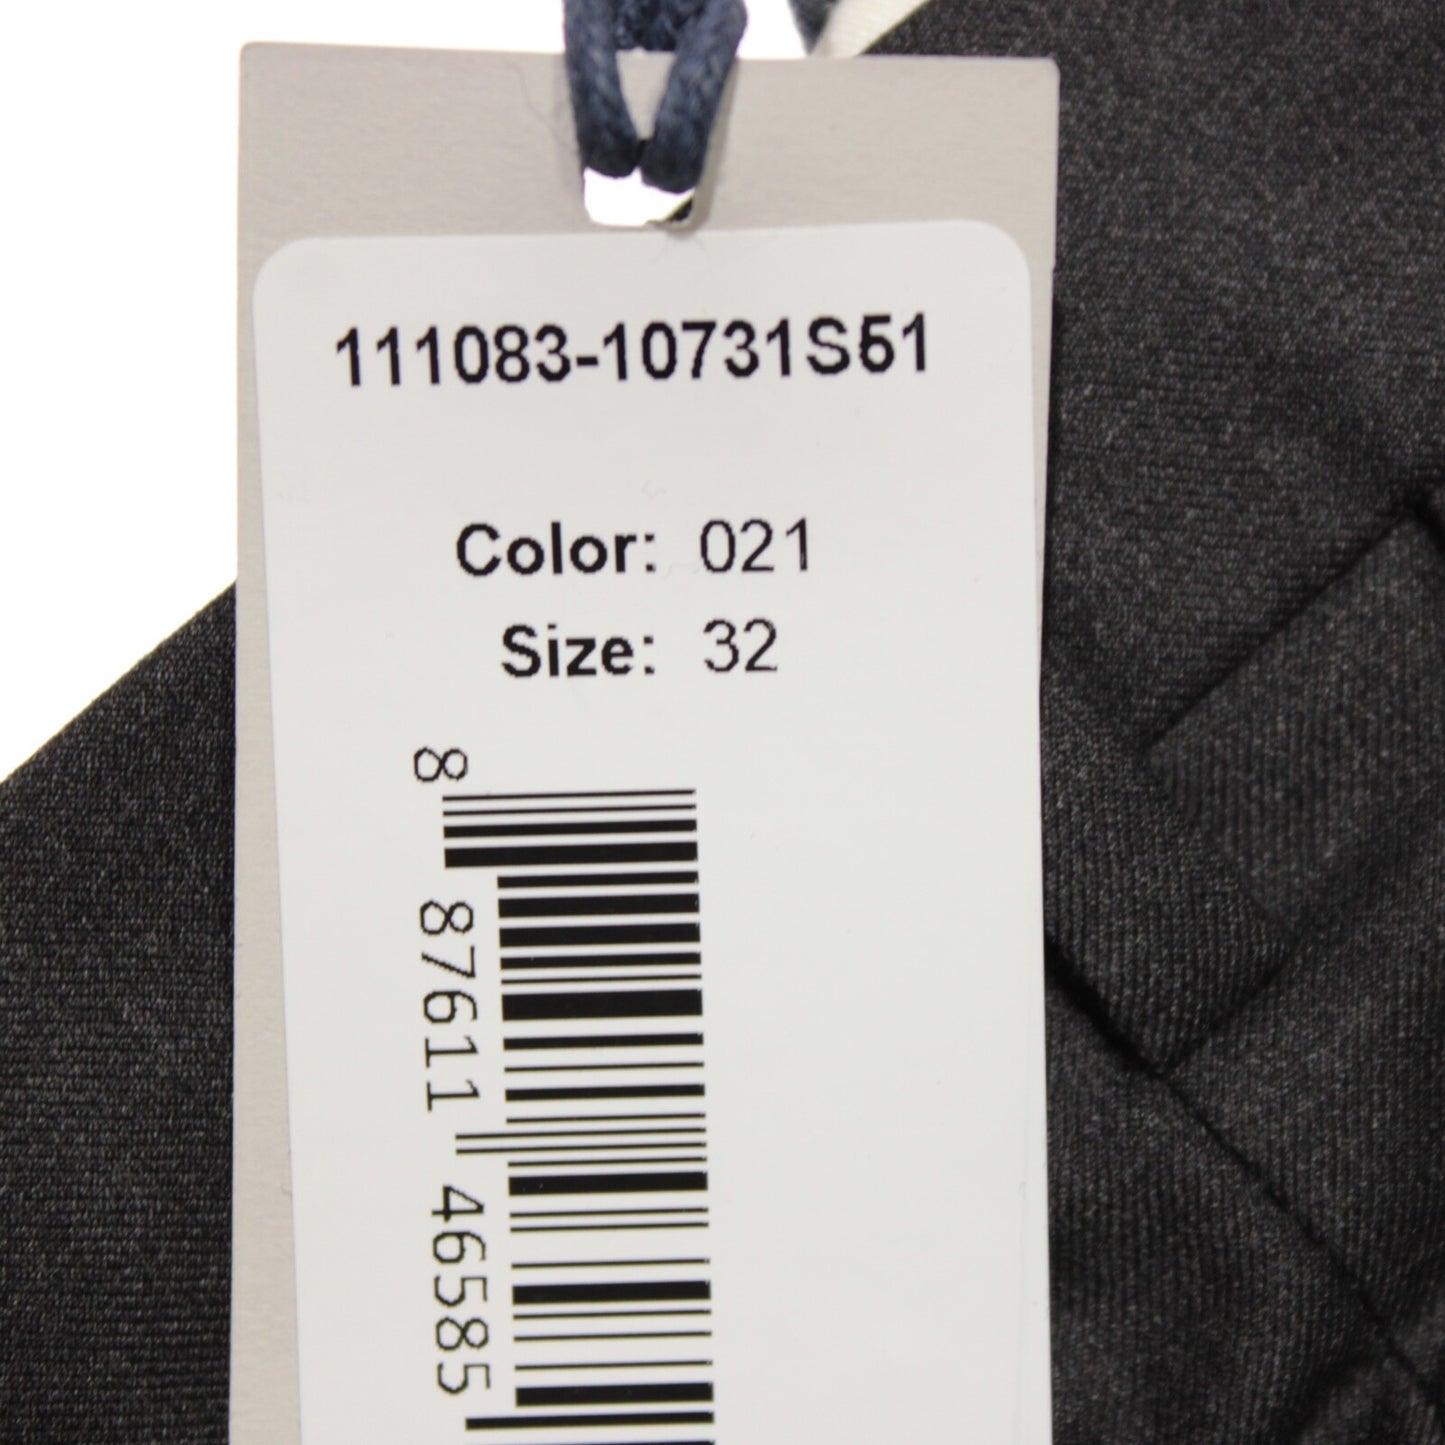 111083-10731S51
Color: 021
Size: 32
8 87611 46585